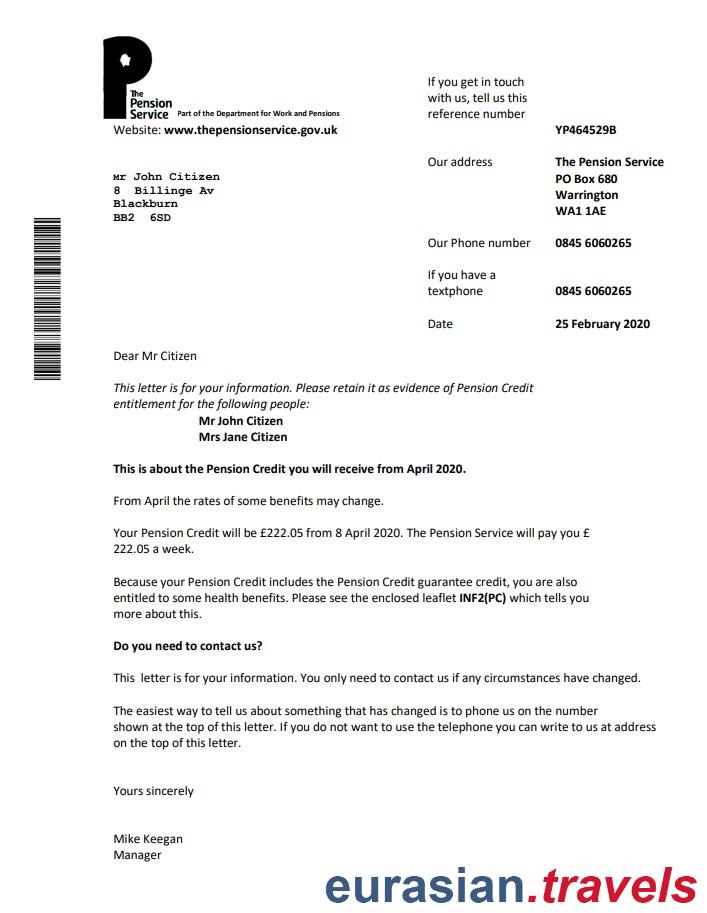 The
Pension
Service Part of the Department for Work and Pensions
Website: www.thepensionservice.gov.uk
If you get in touch
with us, tell us this
reference number
YP464529B
Our address
The Pension Service
PO Box 680
Warrington
WA1 1AE
Mr John Citizen
8 Billinge Av
Blackburn
BB2 6SD
Our Phone number 0845 6060265
If you have a
textphone 0845 6060265
Date 25 February 2020
Dear Mr Citizen
This letter is for your information. Please retain it as evidence of Pension Credit
entitlement for the following people:
Mr John Citizen
Mrs Jane Citizen
This is about the Pension Credit you will receive from April 2020.
From April the rates of some benefits may change.
Your Pension Credit will be £222.05 from 8 April 2020. The Pension Service will pay you £
222.05 a week.
Because your Pension Credit includes the Pension Credit guarantee credit, you are also
entitled to some health benefits. Please see the enclosed leaflet INF2(PC) which tells you
more about this.
Do you need to contact us?
This letter is for your information. You only need to contact us if any circumstances have changed.
The easiest way to tell us about something that has changed is to phone us on the number
shown at the top of this letter. If you do not want to use the telephone you can write to us at address
on the top of this letter.
Yours sincerely
Mike Keegan
Manager
eurasian.travels